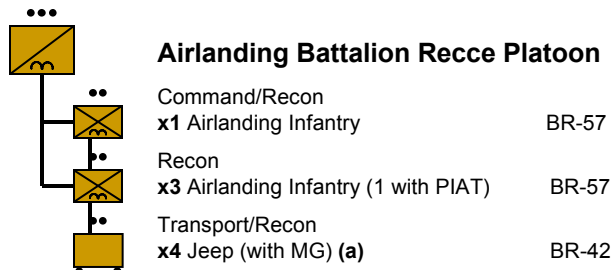 Airlanding Battalion Recce Platoon
Command/Recon
x1 Airlanding Infantry BR-57
Recon
x3 Airlanding Infantry (1 with PIAT) BR-57
Transport/Recon
x4 Jeep (with MG) (a) BR-42